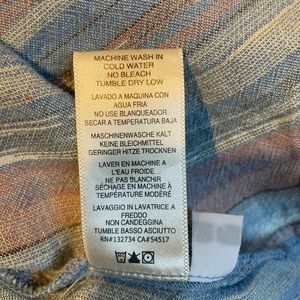 MACHINE WASH IN
COLD WATER
NO BLEACH
TUMBLE DRY LOW
LAVADO A MAQUINA CON
AGUA FRIA
NO USE BLANQUEADOR
SECAR A TEMPERATURA BAJA
MASCHINENWASCHE KALT
KEINE BLEICHMITTEL
GERINGER HITZE TROCKNEN
LAVER EN MACHINE A
L'EAU FROIDE
NE PAS BLANCHIR
SÉCHAGE EN MACHINE À
TEMPÉRATURE MODÉRÉ
LAVAGGIO IN LAVATRICE A
FREDDO
NON CANDEGGINA
TUMBLE BASSO ASCIUTTO
RN#132734 CA#54517